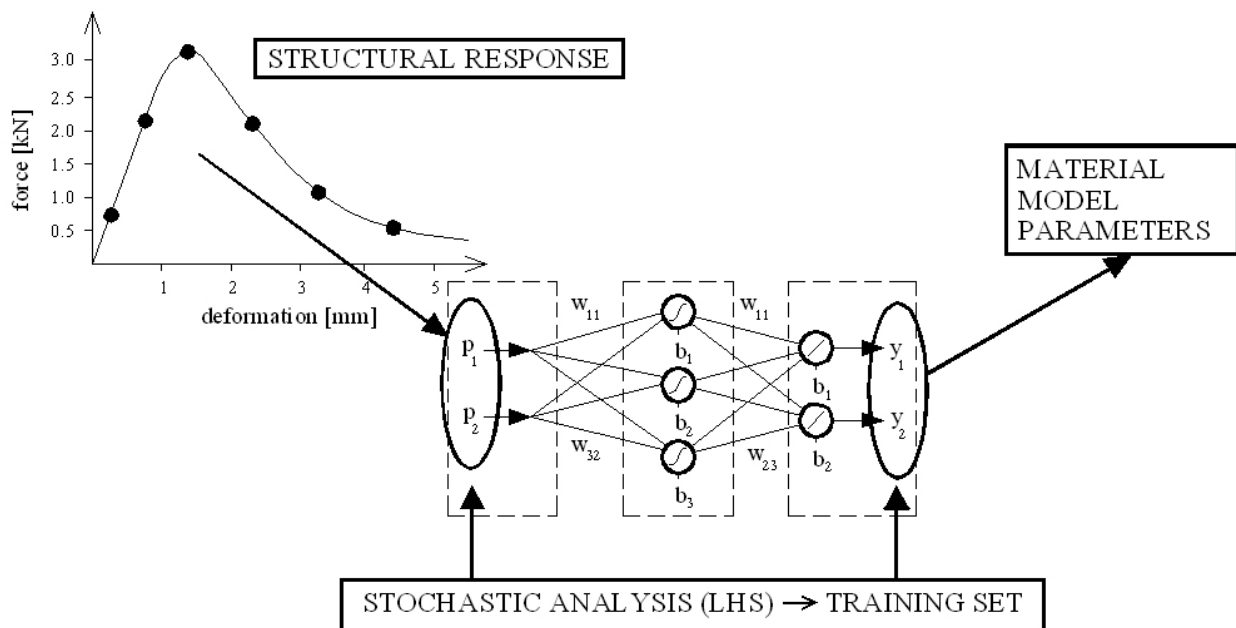 STRUCTURAL RESPONSE
force [kN]
3.0
2.5
2.0
1.5
1.0
0.5
1 2 3 4 5
deformation [mm]
MATERIAL
MODEL
PARAMETERS
w11 w11
p1 b1 y1
b1
p2 b2 y2
w32 w23 b2
b3
STOCHASTIC ANALYSIS (LHS) → TRAINING SET